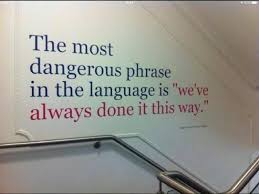 The most
dangerous phrase
in the language is "we've
always done it this way."